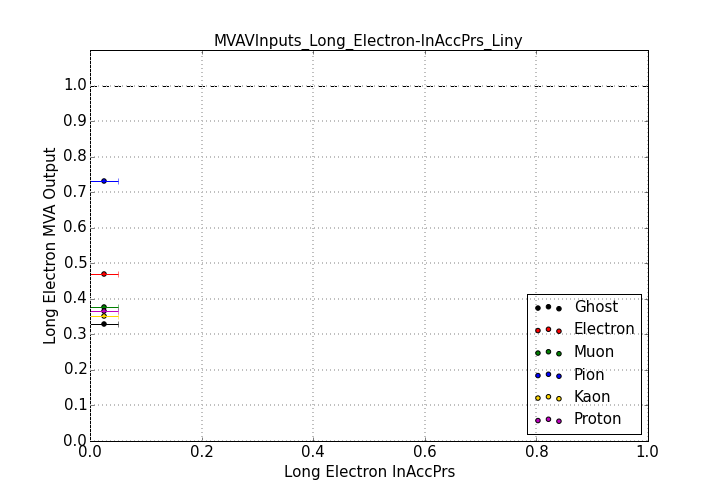 MVAVInputs_Long_Electron-InAccPrs_Liny
Long Electron MVA Output
1.0
0.9
0.8
0.7
0.6
0.5
0.4
0.3
0.2
0.1
0.0
0.0 0.2 0.4 0.6 0.8 1.0
Long Electron InAccPrs
Ghost
Electron
Muon
Pion
Kaon
Proton